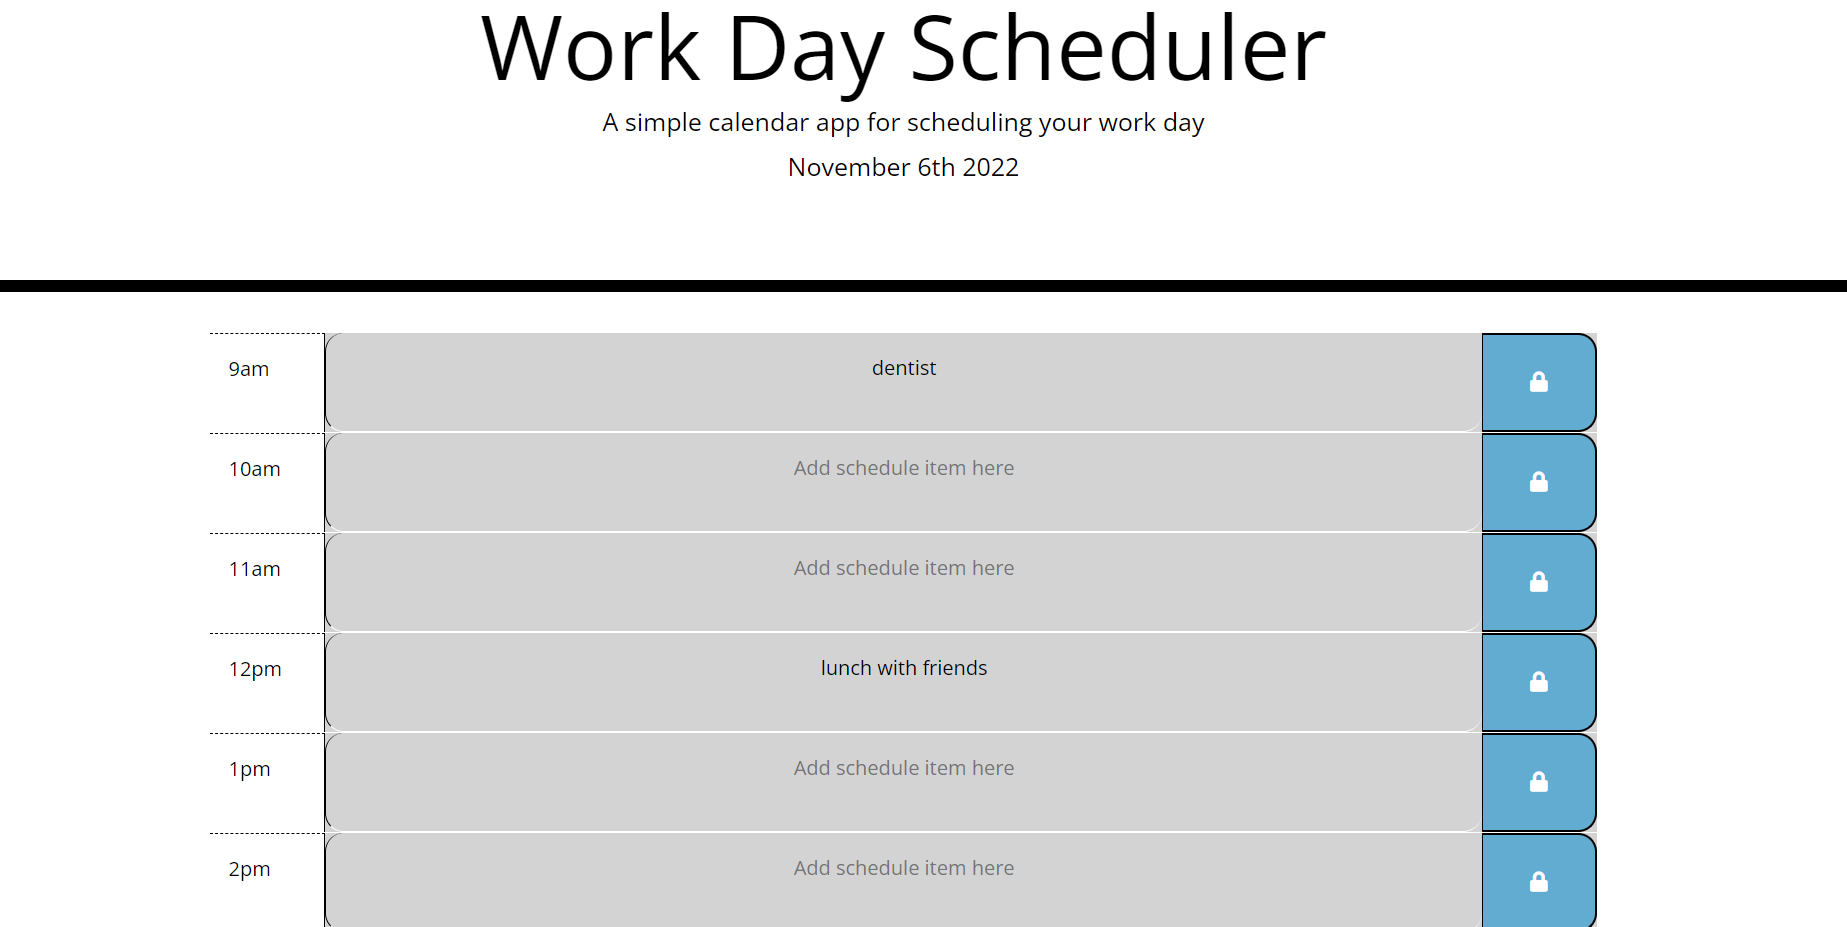 Work Day Scheduler
A simple calendar app for scheduling your work day
November 6th 2022
9am
dentist
10am
Add schedule item here
11am
Add schedule item here
12pm
lunch with friends
1pm
Add schedule item here
2pm
Add schedule item here